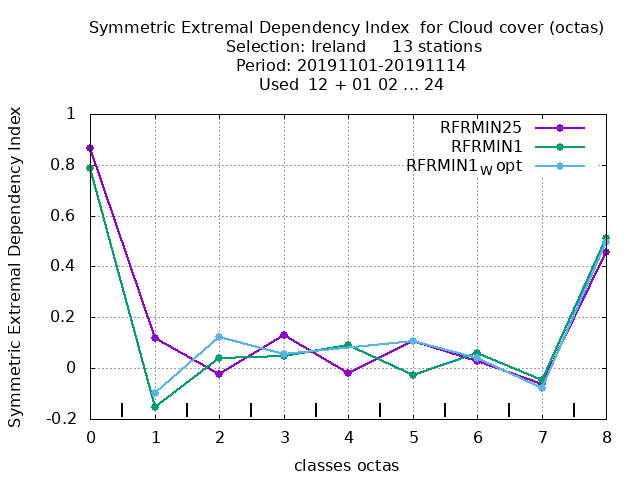 Symmetric Extremal Dependency Index  for Cloud cover (octas)
Selection: Ireland     13 stations
Period: 20191101-20191114
Used  12 + 01 02 ... 24
Symmetric Extremal Dependency Index
1
0.8
0.6
0.4
0.2
0
-0.2
RFRMIN25
RFRMIN1
RFRMIN1W opt
0 1 2 3 4 5 6 7 8
classes octas